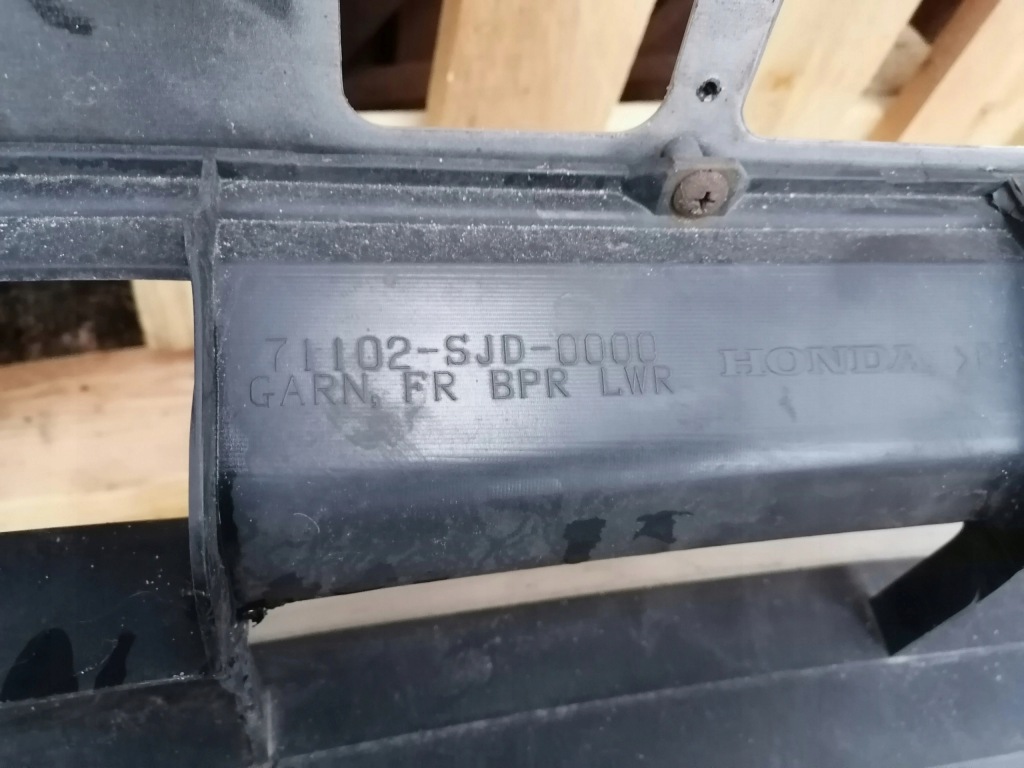 71102-SJD-0000 HONDA >
GARN, FR BPR LWR